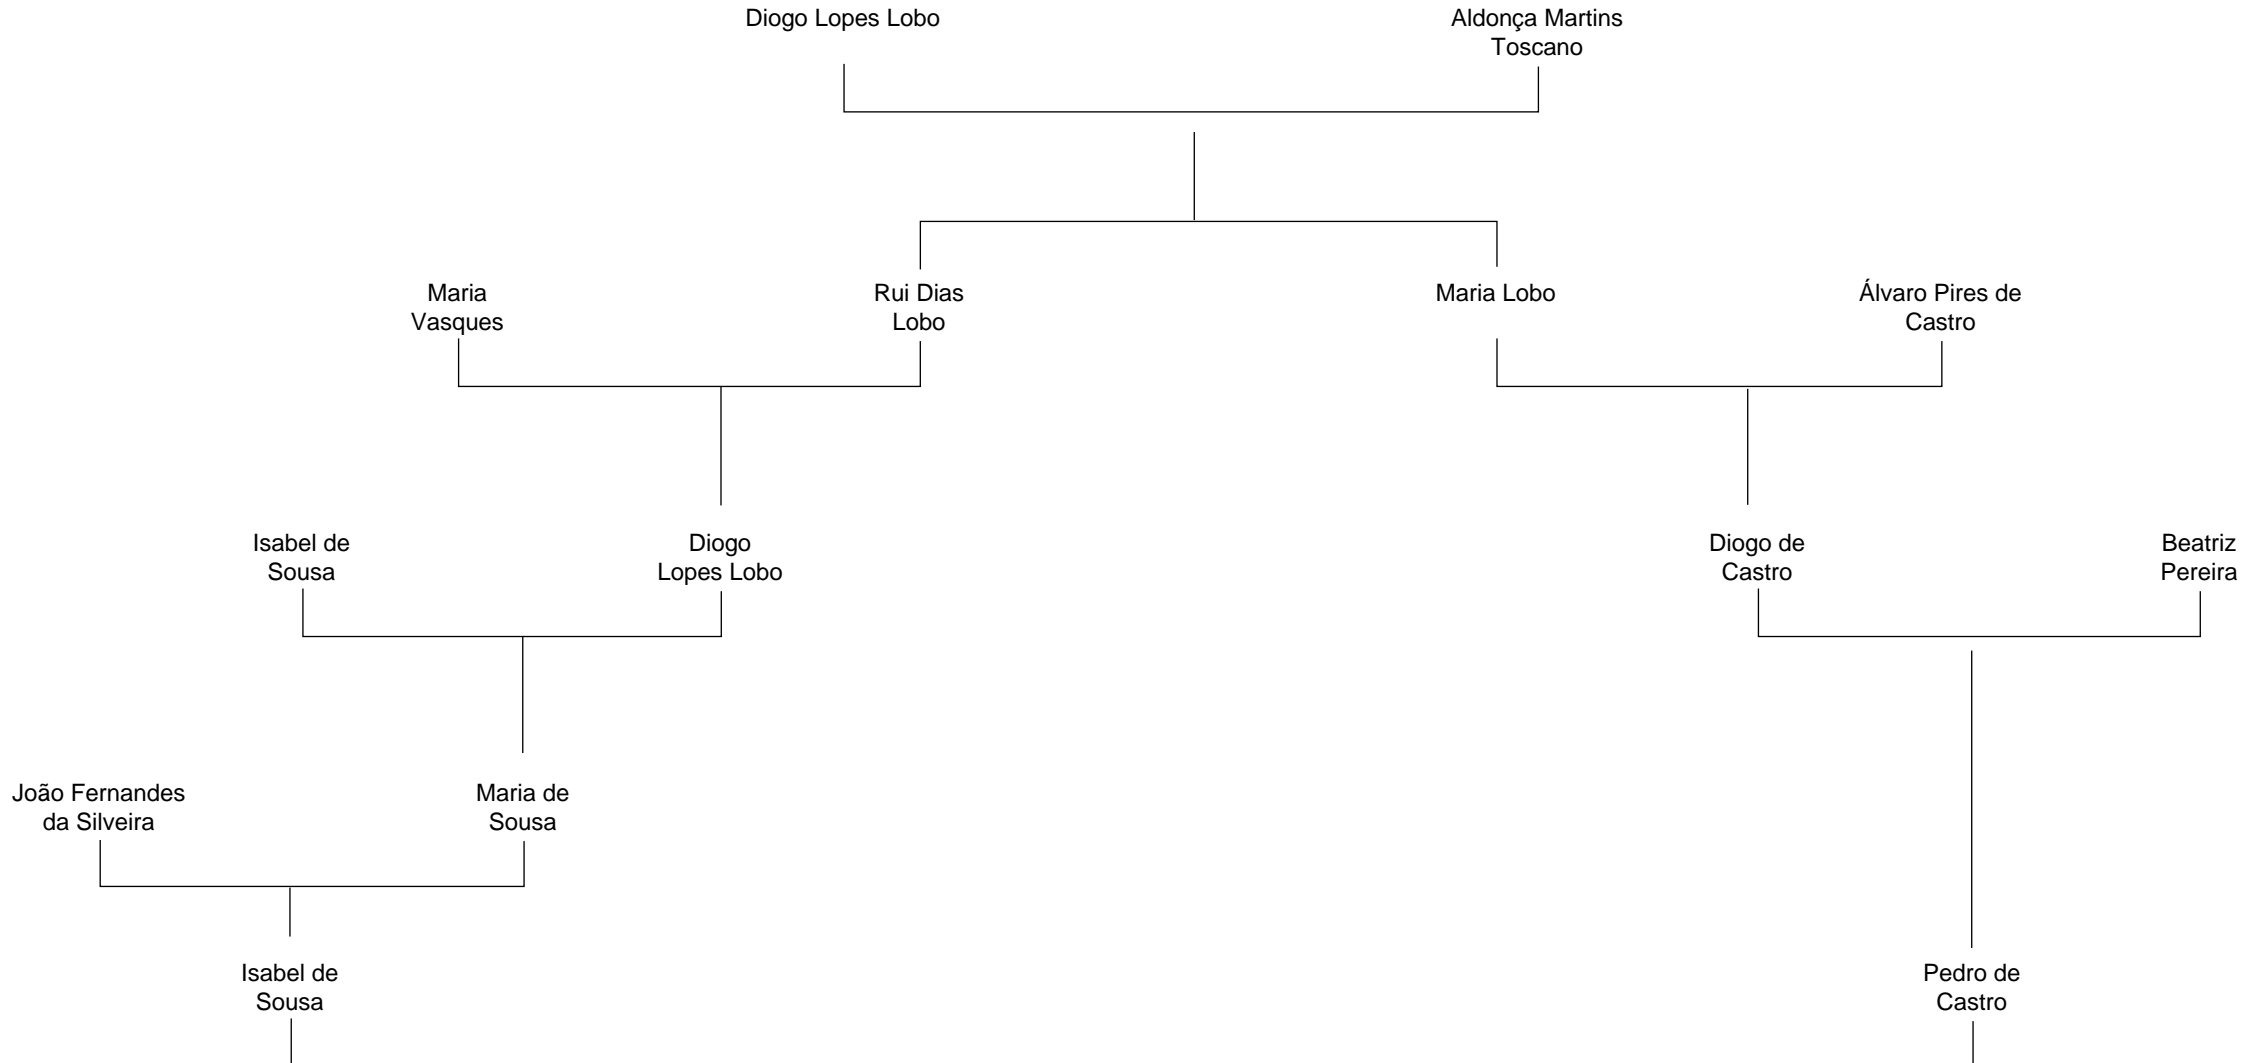 Diogo Lopes Lobo
Aldonça Martins
Toscano
Maria
Vasques
Rui Dias
Lobo
Maria Lobo
Álvaro Pires de
Castro
Isabel de
Sousa
Diogo
Lopes Lobo
Diogo de
Castro
Beatriz
Pereira
João Fernandes
da Silveira
Maria de
Sousa
Isabel de
Sousa
Pedro de
Castro